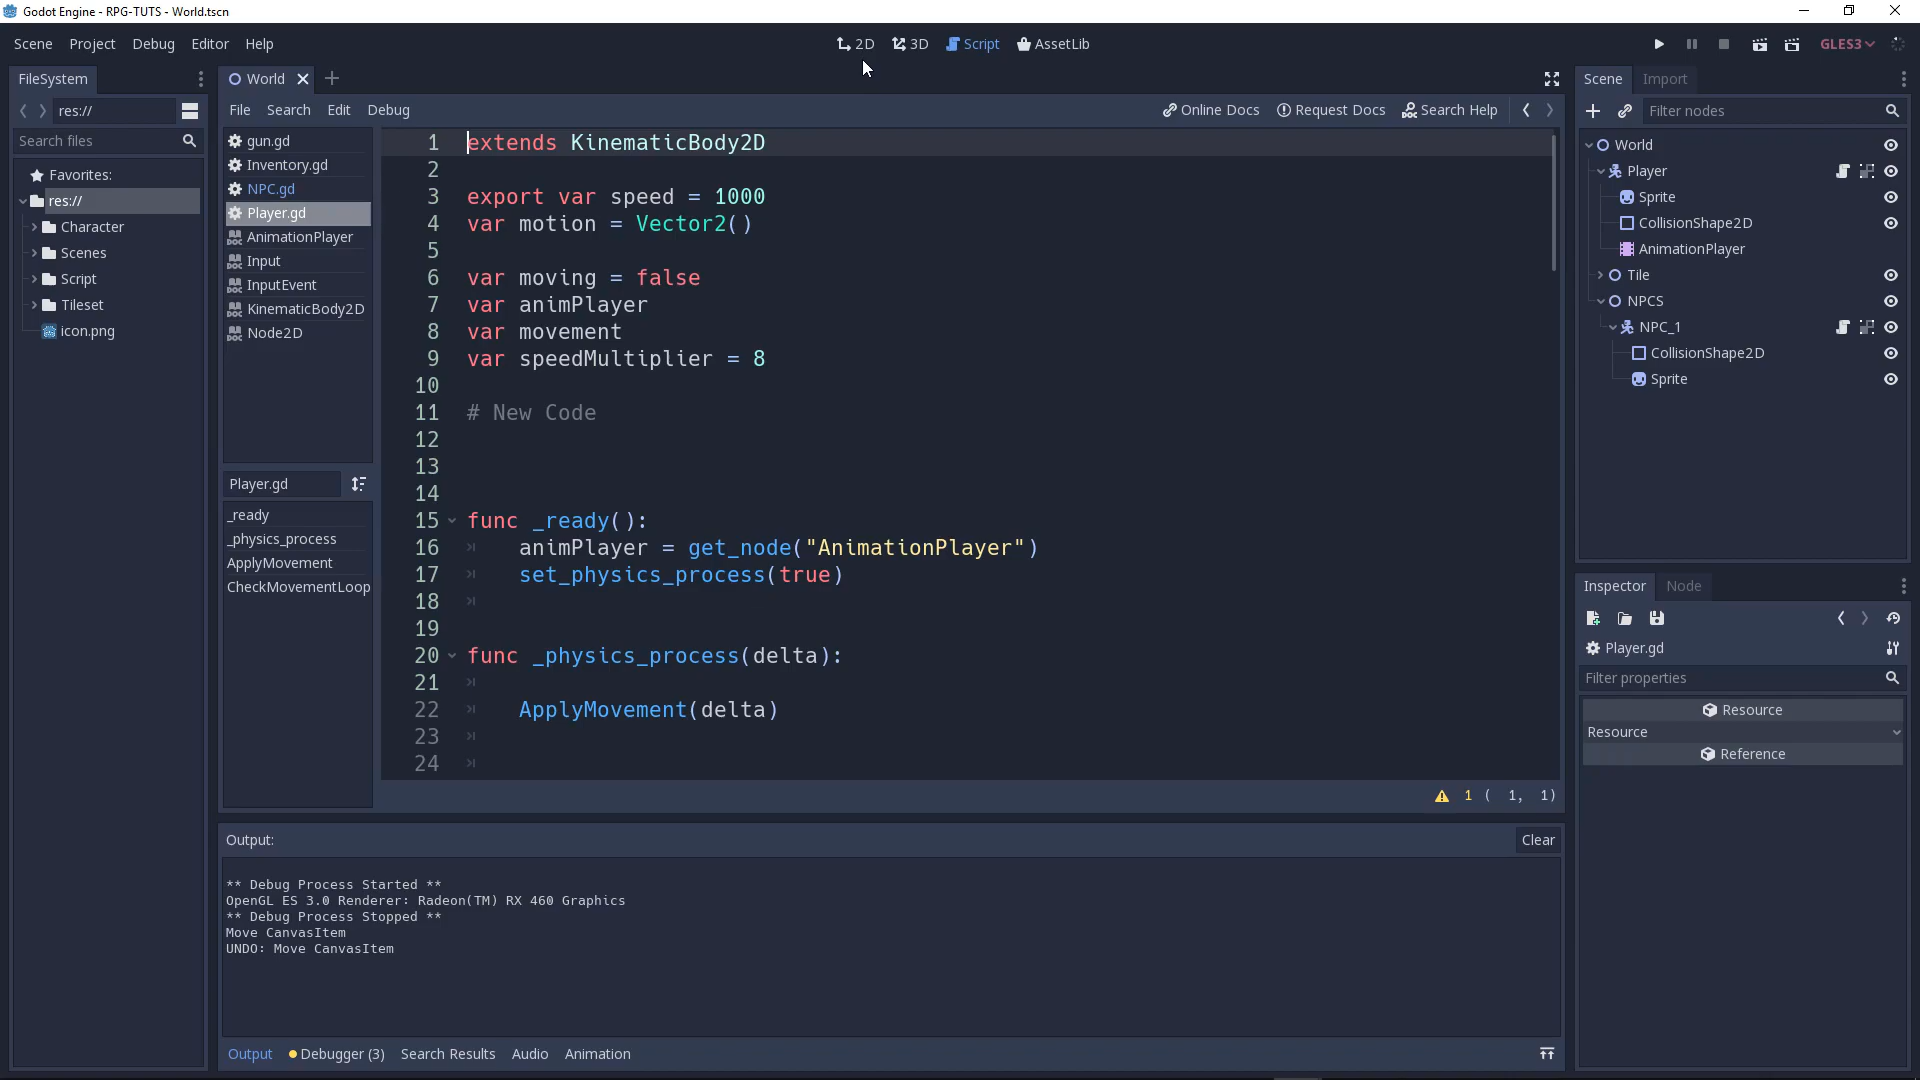 Godot Engine - RPG-TUTS - World.tscn
Scene Project Debug Editor Help
2D 3D Script AssetLib
GLES3
FileSystem
res://
Search files
Favorites:
res://
Character
Scenes
Script
Tileset
icon.png
World
File Search Edit Debug
Online Docs Request Docs Search Help
gun.gd
Inventory.gd
NPC.gd
Player.gd
AnimationPlayer
Input
InputEvent
KinematicBody2D
Node2D
Player.gd
_ready
_physics_process
ApplyMovement
CheckMovementLoop
1 extends KinematicBody2D
2
3 export var speed = 1000
4 var motion = Vector2()
5
6 var moving = false
7 var animPlayer
8 var movement
9 var speedMultiplier = 8
10
11 # New Code
12
13
14
15 func _ready():
16 animPlayer = get_node("AnimationPlayer")
17 set_physics_process(true)
18
19
20 func _physics_process(delta):
21
22 ApplyMovement(delta)
23
24
1 ( 1, 1)
Output:
Clear
** Debug Process Started **
OpenGL ES 3.0 Renderer: Radeon(TM) RX 460 Graphics
** Debug Process Stopped **
Move CanvasItem
UNDO: Move CanvasItem
Output Debugger (3) Search Results Audio Animation
Scene Import
Filter nodes
World
Player
Sprite
CollisionShape2D
AnimationPlayer
Tile
NPCS
NPC_1
CollisionShape2D
Sprite
Inspector Node
Player.gd
Filter properties
Resource
Resource
Reference